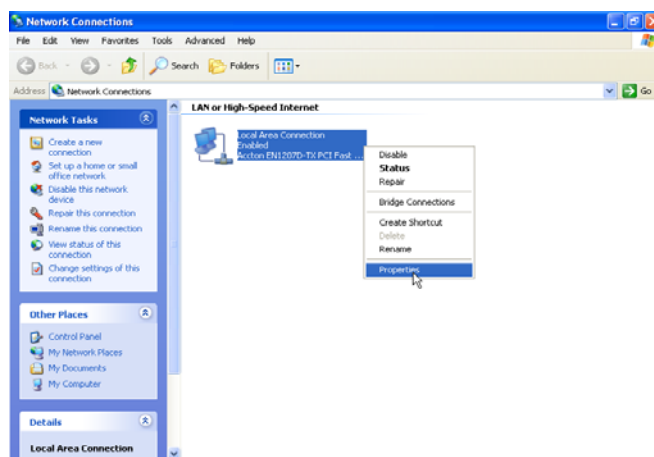 Network Connections
File Edit View Favorites Tools Advanced Help
Back Search Folders
Address Network Connections Go
Network Tasks
Create a new
connection
Set up a home or small
office network
Disable this network
device
Repair this connection
Rename this connection
View status of this
connection
Change settings of this
connection
Other Places
Control Panel
My Network Places
My Documents
My Computer
Details
Local Area Connection
LAN or High-Speed Internet
Local Area Connection
Enabled
Accton EN1207D-TX PCI Fast ...
Disable
Status
Repair
Bridge Connections
Create Shortcut
Delete
Rename
Properties